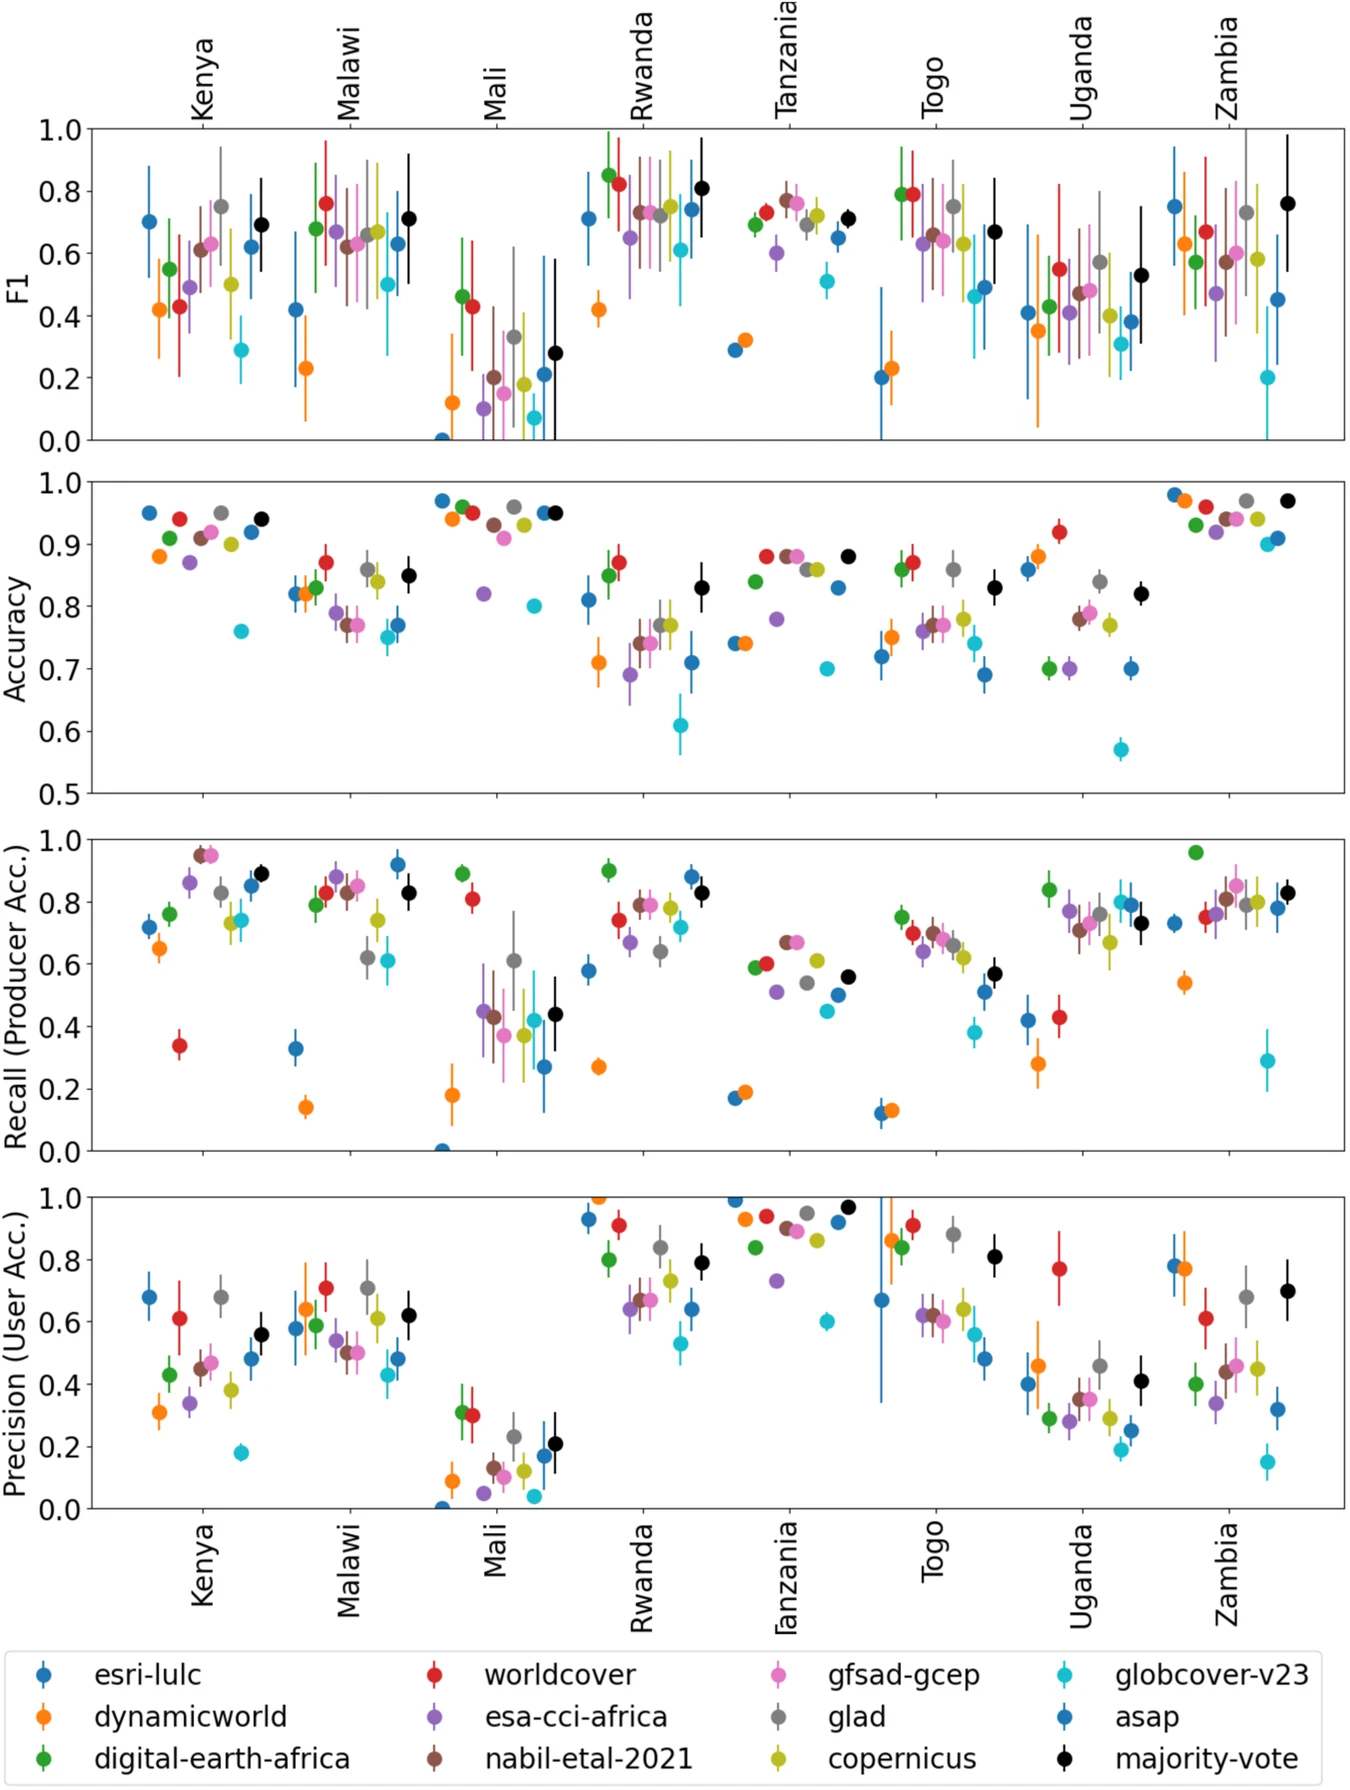 Kenya Malawi Mali Rwanda Tanzania Togo Uganda Zambia
F1
1.0
0.8
0.6
0.4
0.2
0.0
Accuracy
1.0
0.9
0.8
0.7
0.6
0.5
Recall (Producer Acc.)
1.0
0.8
0.6
0.4
0.2
0.0
Precision (User Acc.)
1.0
0.8
0.6
0.4
0.2
0.0
Kenya Malawi Mali Rwanda Tanzania Togo Uganda Zambia
esri-lulc worldcover gfsad-gcep globcover-v23
dynamicworld esa-cci-africa glad asap
digital-earth-africa nabil-etal-2021 copernicus majority-vote